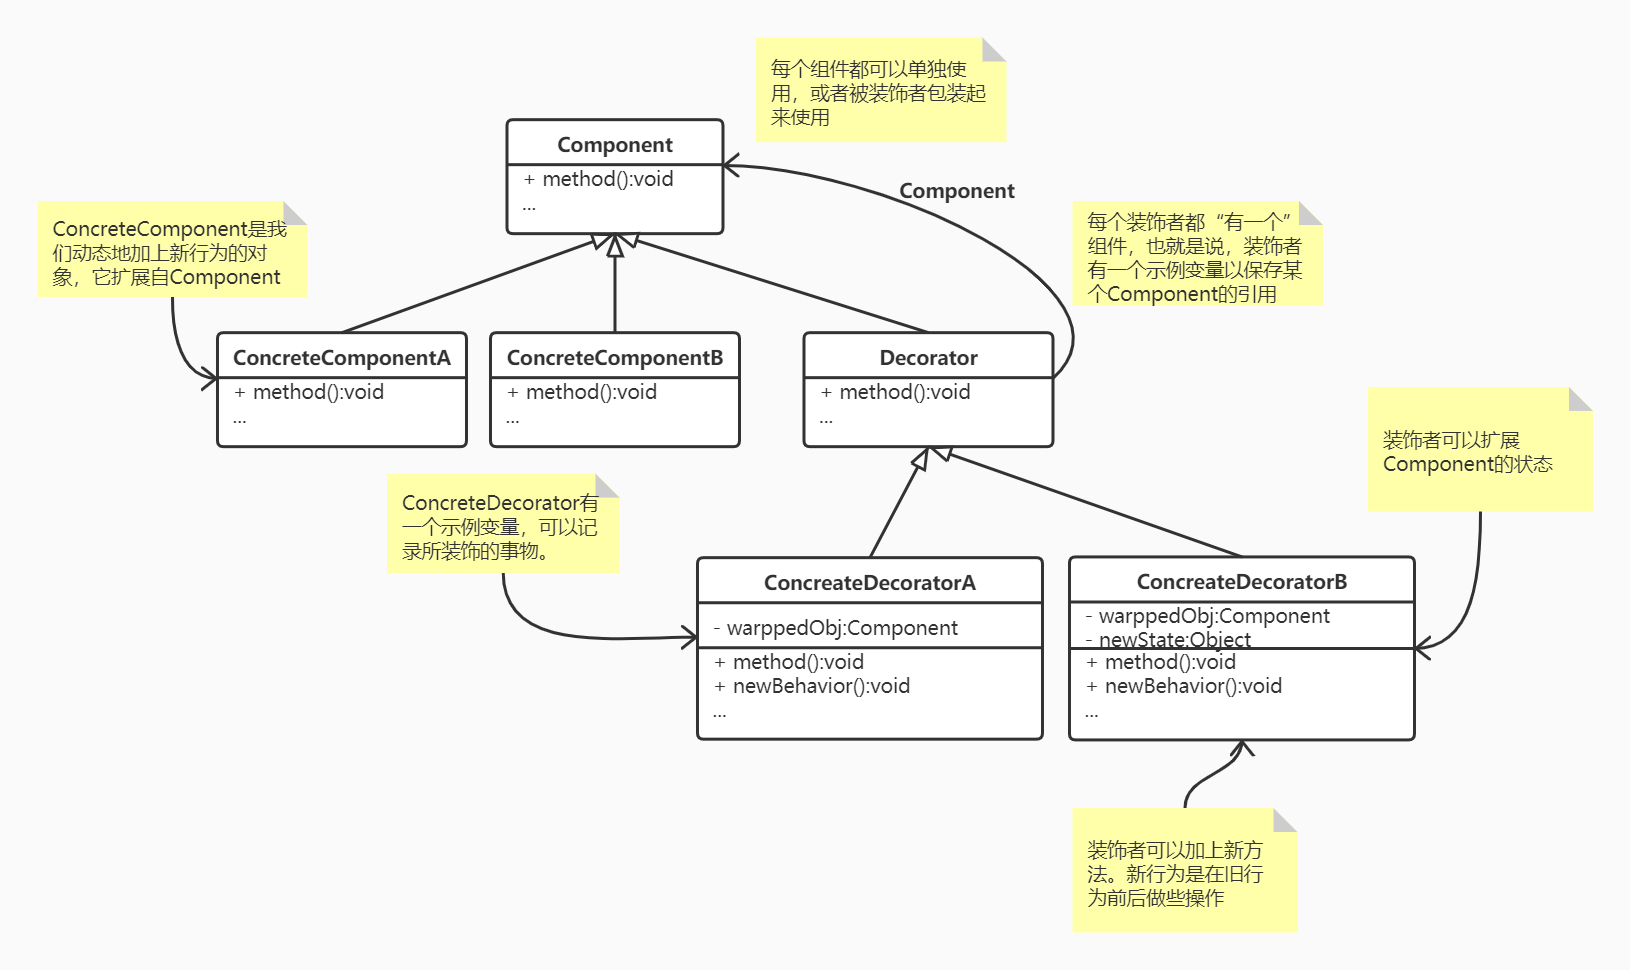 每个组件都可以单独使
用，或者被装饰者包装起
来使用
Component
+ method():void
...
Component
ConcreteComponent是我
们动态地加上新行为的对
象，它扩展自Component
每个装饰者都“有一个”
组件，也就是说，装饰者
有一个示例变量以保存某
个Component的引用
ConcreteComponentA
+ method():void
...
ConcreteComponentB
+ method():void
...
Decorator
+ method():void
...
装饰者可以扩展
Component的状态
ConcreteDecorator有
一个示例变量，可以记
录所装饰的事物。
ConcreateDecoratorA
- warppedObj:Component
+ method():void
+ newBehavior():void
...
ConcreateDecoratorB
- warppedObj:Component
- newState:Object
+ method():void
+ newBehavior():void
...
装饰者可以加上新方
法。新行为是在旧行
为前后做些操作